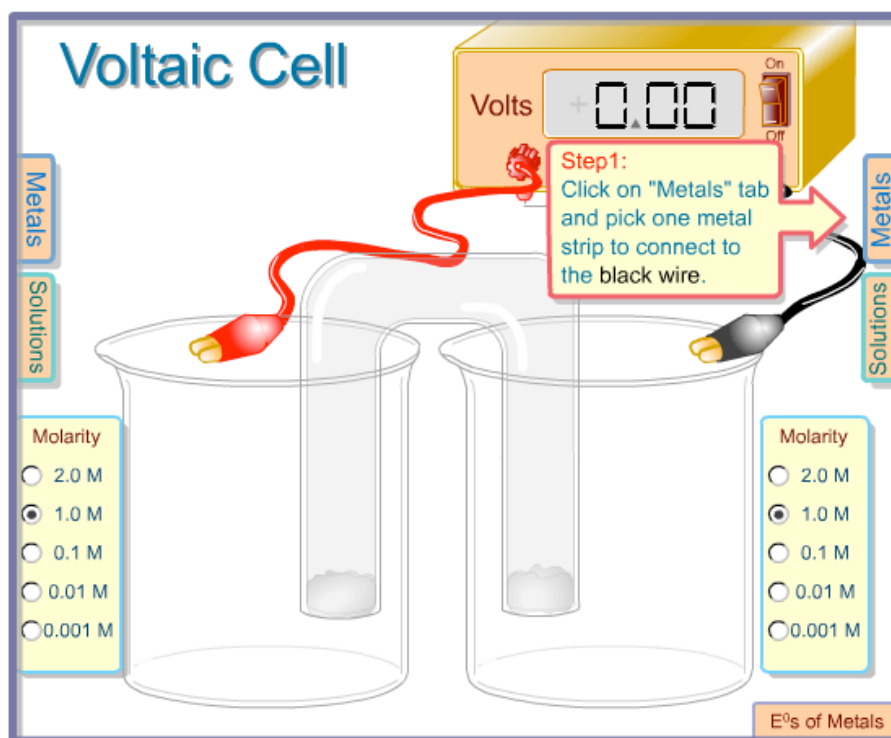 Voltaic Cell
Volts
+0.00
On
Off
Step1:
Click on "Metals" tab
and pick one metal
strip to connect to
the black wire.
Metals
Solutions
Metals
Solutions
Molarity
2.0 M
1.0 M
0.1 M
0.01 M
0.001 M
Molarity
2.0 M
1.0 M
0.1 M
0.01 M
0.001 M
E⁰s of Metals